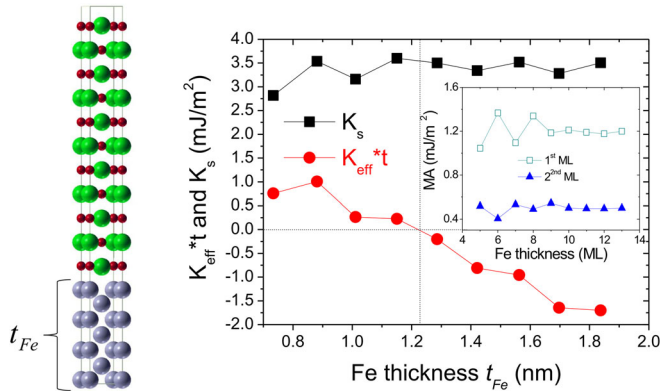 t_Fe
K_eff*t and K_s (mJ/m²)
4.0
3.5
3.0
2.5
2.0
1.5
1.0
0.5
0.0
-0.5
-1.0
-1.5
-2.0
K_s
K_eff*t
MA (mJ/m²)
1.6
1.2
0.8
0.4
1st ML
2^2nd ML
4 6 8 10 12 14
Fe thickness (ML)
0.8 1.0 1.2 1.4 1.6 1.8 2.0
Fe thickness t_Fe (nm)